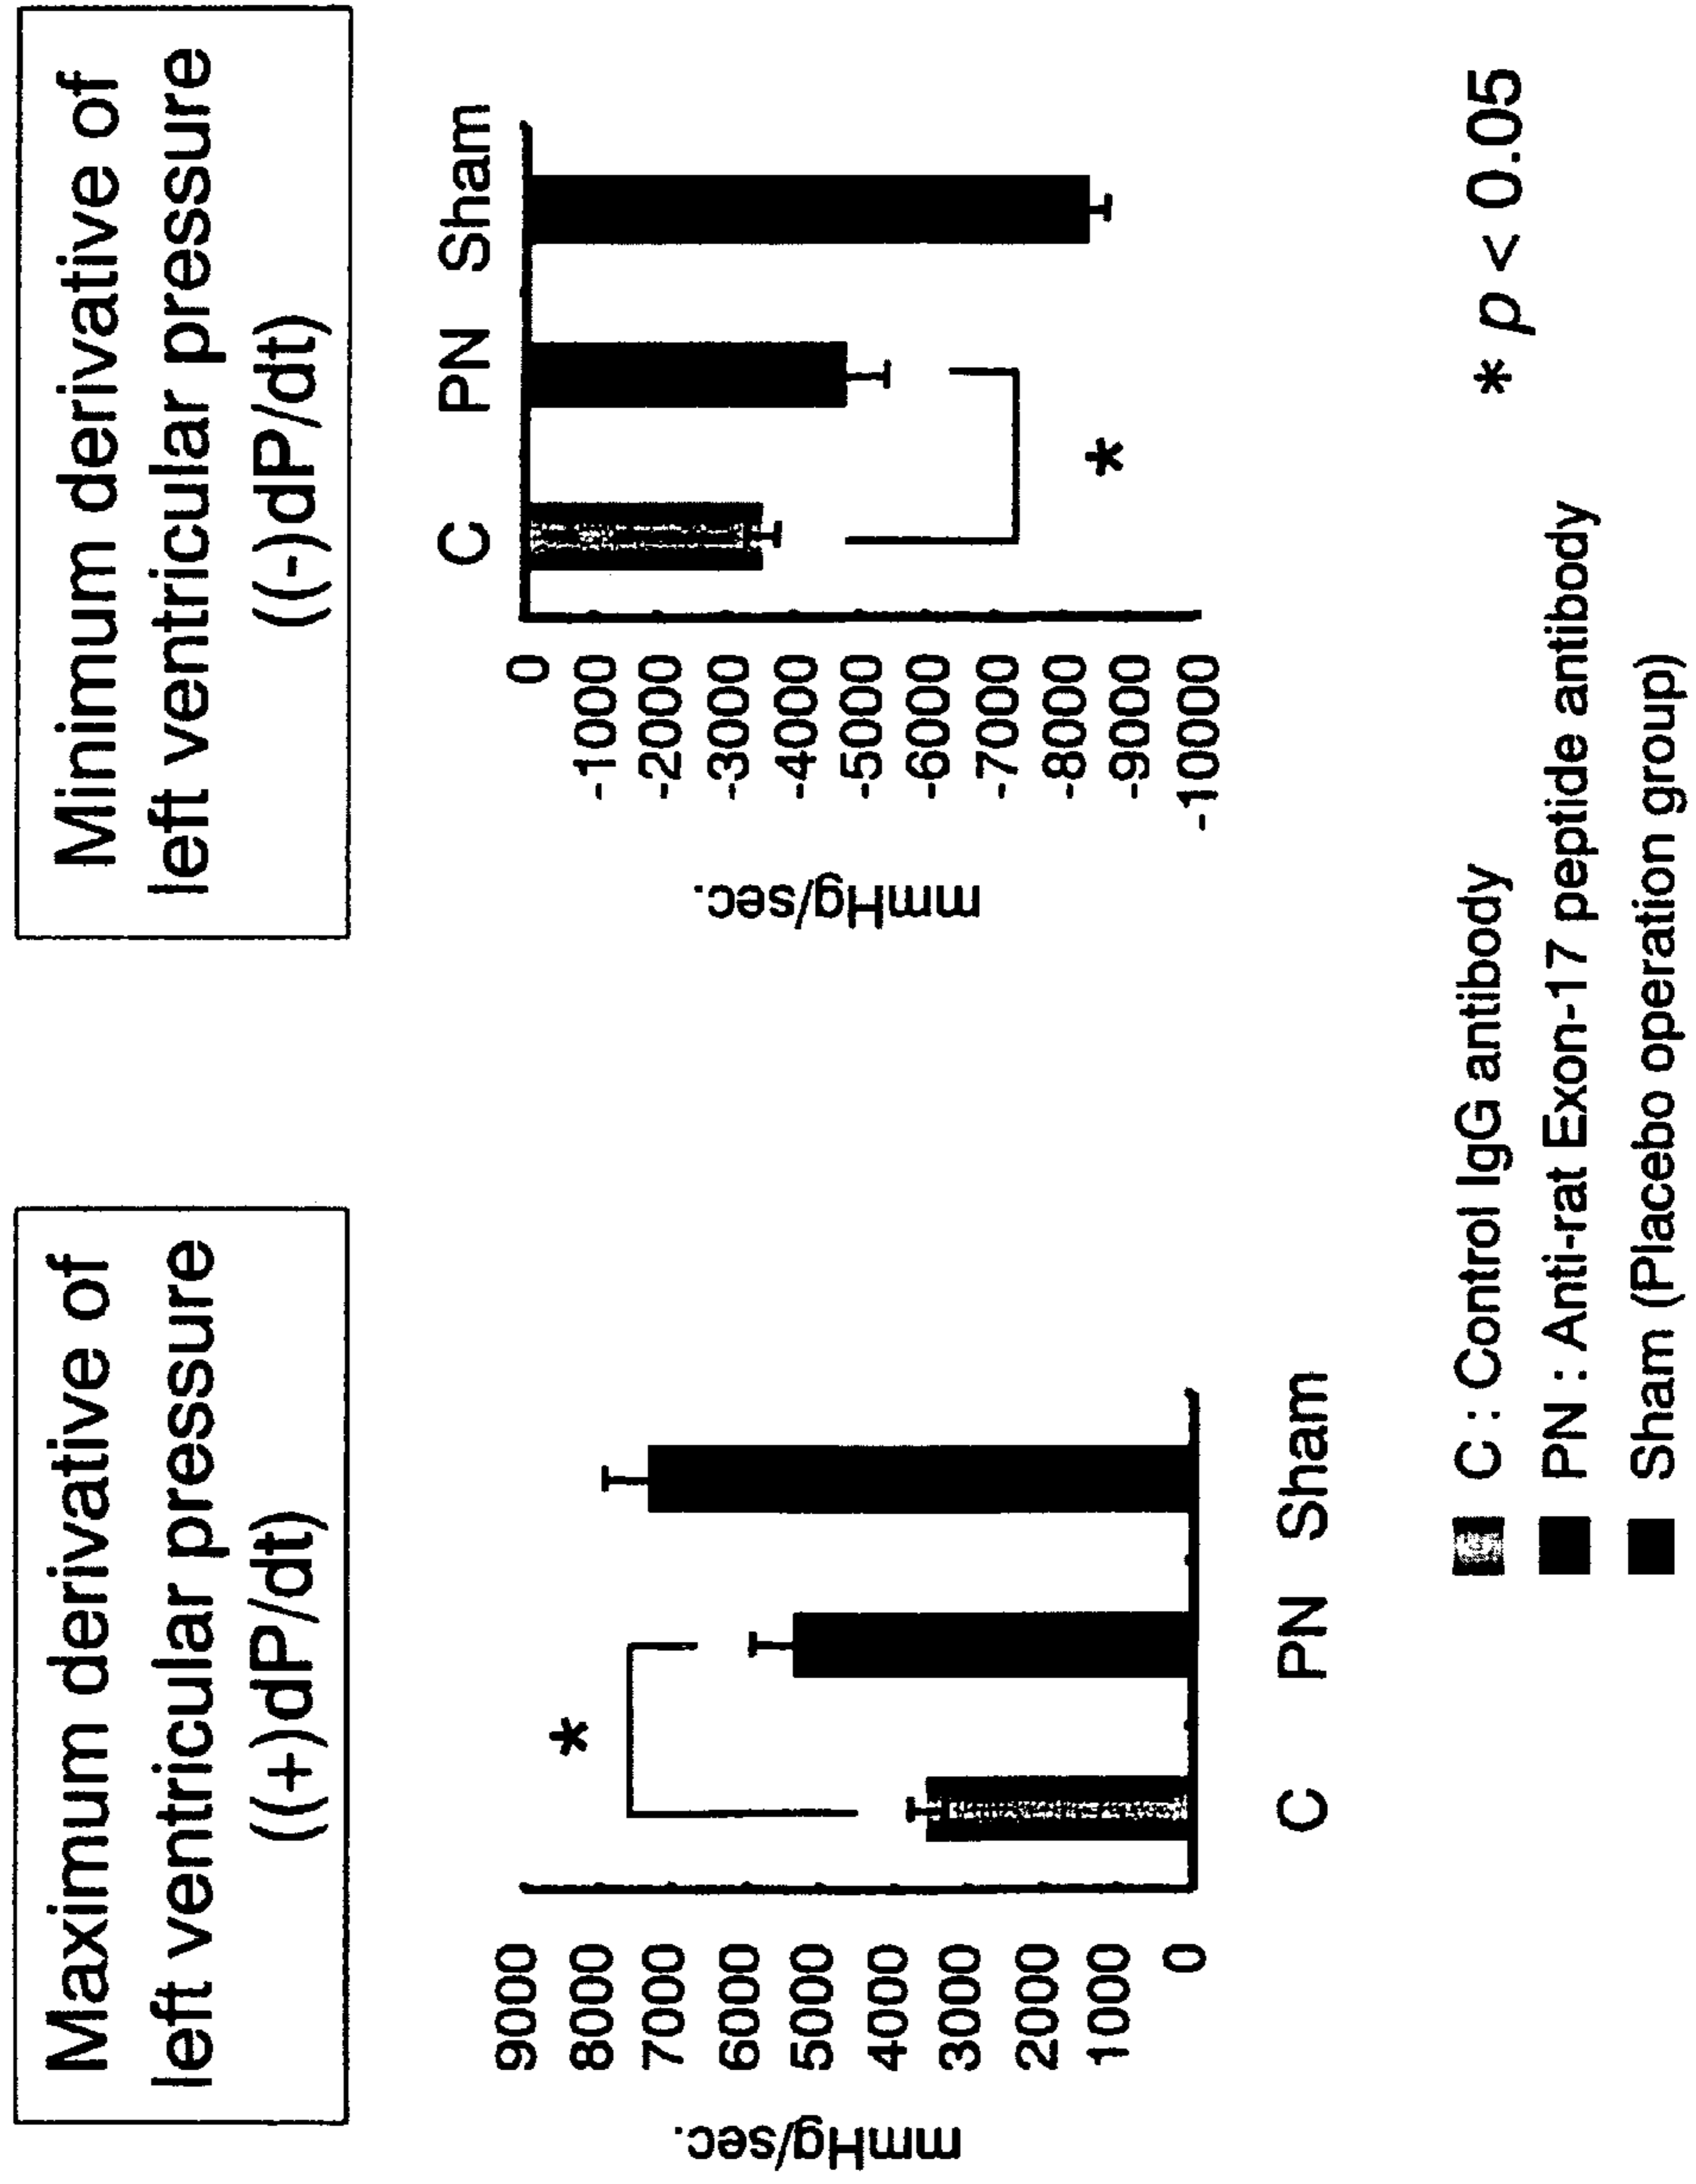 Maximum derivative of
left ventricular pressure
((+)dP/dt)
mmHg/sec.
9000
8000
7000
6000
5000
4000
3000
2000
1000
0
*
C PN Sham
Minimum derivative of
left ventricular pressure
((-)dP/dt)
C PN Sham
mmHg/sec.
0
-1000
-2000
-3000
-4000
-5000
-6000
-7000
-8000
-9000
-10000
*
C : Control IgG antibody
PN : Anti-rat Exon-17 peptide antibody
Sham (Placebo operation group)
* p < 0.05